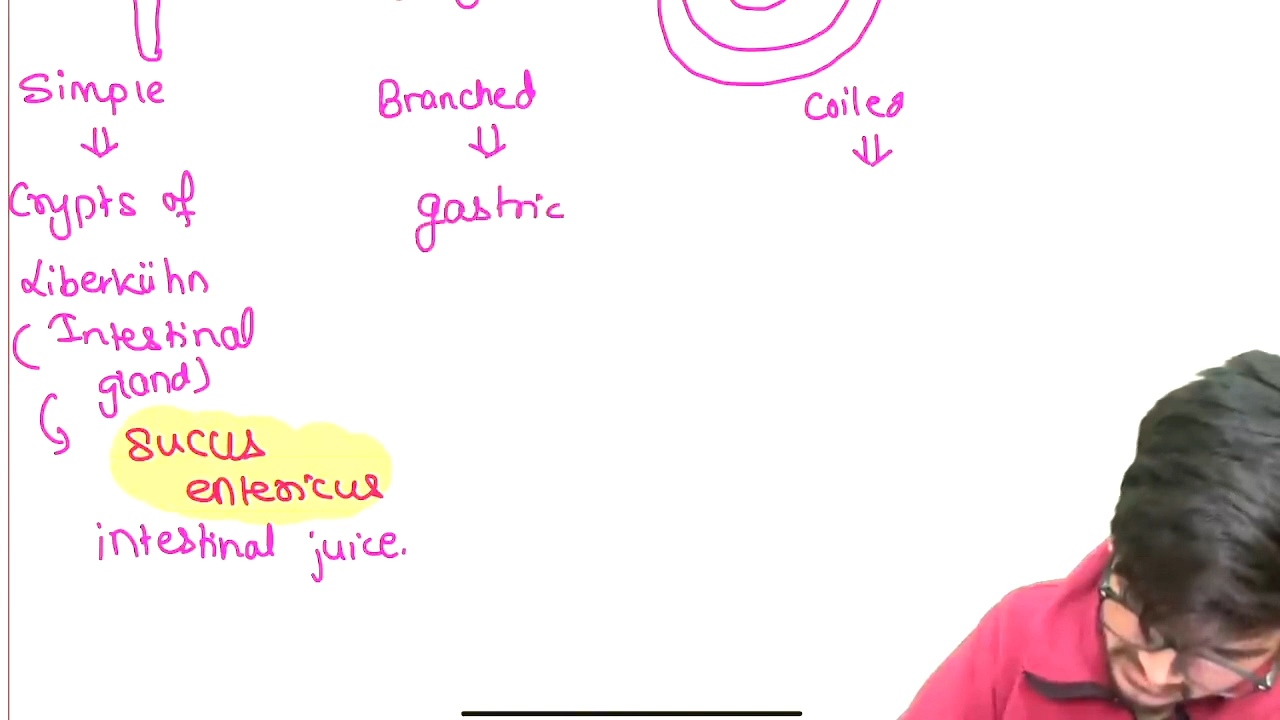 Simple
Branched
Coiled
⇓
⇓
⇓
Crypts of
gastric
Liberkühn
(Intestinal
gland)
succus
entericus
intestinal juice.